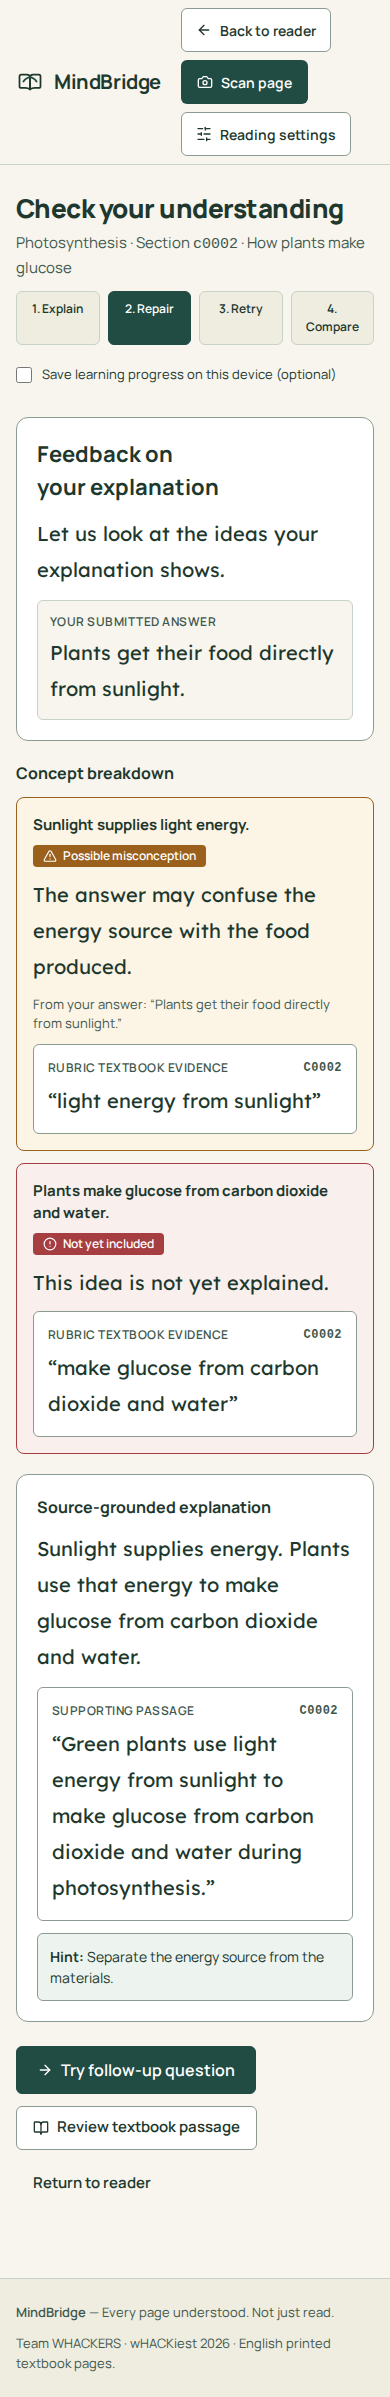 MindBridge
Back to reader
Scan page
Reading settings
Check your understanding
Photosynthesis · Section c0002 · How plants make
glucose
1. Explain
2. Repair
3. Retry
4.
Compare
Save learning progress on this device (optional)
Feedback on
your explanation
Let us look at the ideas your
explanation shows.
YOUR SUBMITTED ANSWER
Plants get their food directly
from sunlight.
Concept breakdown
Sunlight supplies light energy.
Possible misconception
The answer may confuse the
energy source with the food
produced.
From your answer: “Plants get their food directly
from sunlight.”
RUBRIC TEXTBOOK EVIDENCE C0002
“light energy from sunlight”
Plants make glucose from carbon dioxide
and water.
Not yet included
This idea is not yet explained.
RUBRIC TEXTBOOK EVIDENCE C0002
“make glucose from carbon
dioxide and water”
Source-grounded explanation
Sunlight supplies energy. Plants
use that energy to make
glucose from carbon dioxide
and water.
SUPPORTING PASSAGE C0002
“Green plants use light
energy from sunlight to
make glucose from carbon
dioxide and water during
photosynthesis.”
Hint: Separate the energy source from the
materials.
Try follow-up question
Review textbook passage
Return to reader
MindBridge — Every page understood. Not just read.
Team WHACKERS · wHACKiest 2026 · English printed
textbook pages.